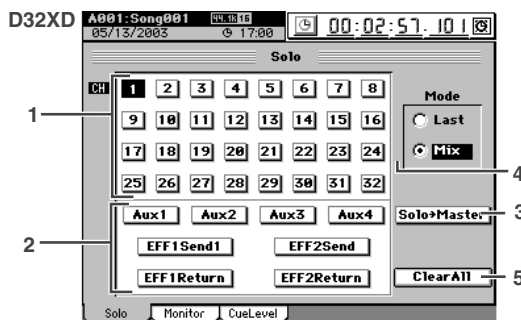 D32XD
A001:Song001 44.1k 16
05/13/2003 17:00
00:02:57.101
Solo
CH
1 2 3 4 5 6 7 8
9 10 11 12 13 14 15 16
17 18 19 20 21 22 23 24
25 26 27 28 29 30 31 32
Mode
Last
Mix
1
4
Aux1 Aux2 Aux3 Aux4
Solo→Master
3
2
EFF1Send1 EFF2Send
EFF1Return EFF2Return
ClearAll
5
Solo Monitor CueLevel